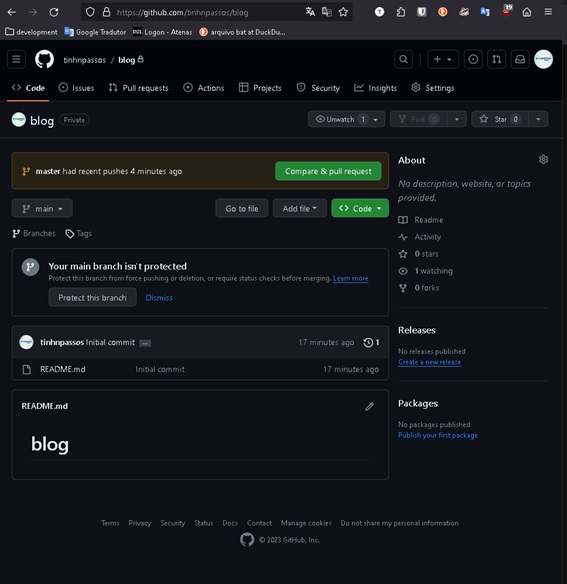 https://github.com/tinhnpassos/blog
19
development Google Tradutor Logon - Atenas arquivo bat at DuckDu...
tinhnpassos / blog
Code Issues Pull requests Actions Projects Security Insights Settings
blog Private Unwatch 1 Fork 0 Star 0
master had recent pushes 4 minutes ago Compare & pull request
main Go to file Add file Code
Branches Tags
Your main branch isn't protected
Protect this branch from force pushing or deletion, or require status checks before merging. Learn more
Protect this branch Dismiss
tinhnpassos Initial commit ... 17 minutes ago 1
README.md Initial commit 17 minutes ago
README.md
blog
About
No description, website, or topics
provided.
Readme
Activity
0 stars
1 watching
0 forks
Releases
No releases published
Create a new release
Packages
No packages published
Publish your first package
Terms Privacy Security Status Docs Contact Manage cookies Do not share my personal information
© 2023 GitHub, Inc.